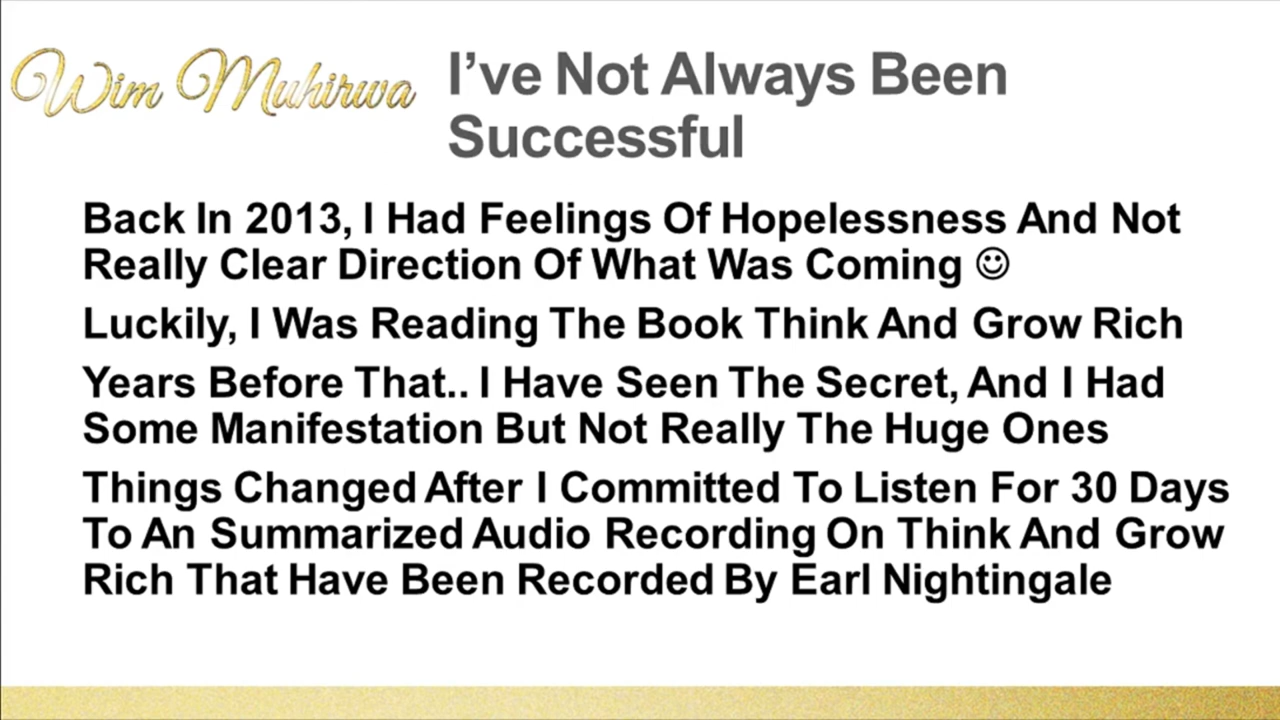 Wim Muhirwa
I’ve Not Always Been
Successful
Back In 2013, I Had Feelings Of Hopelessness And Not
Really Clear Direction Of What Was Coming ☺
Luckily, I Was Reading The Book Think And Grow Rich
Years Before That.. I Have Seen The Secret, And I Had
Some Manifestation But Not Really The Huge Ones
Things Changed After I Committed To Listen For 30 Days
To An Summarized Audio Recording On Think And Grow
Rich That Have Been Recorded By Earl Nightingale